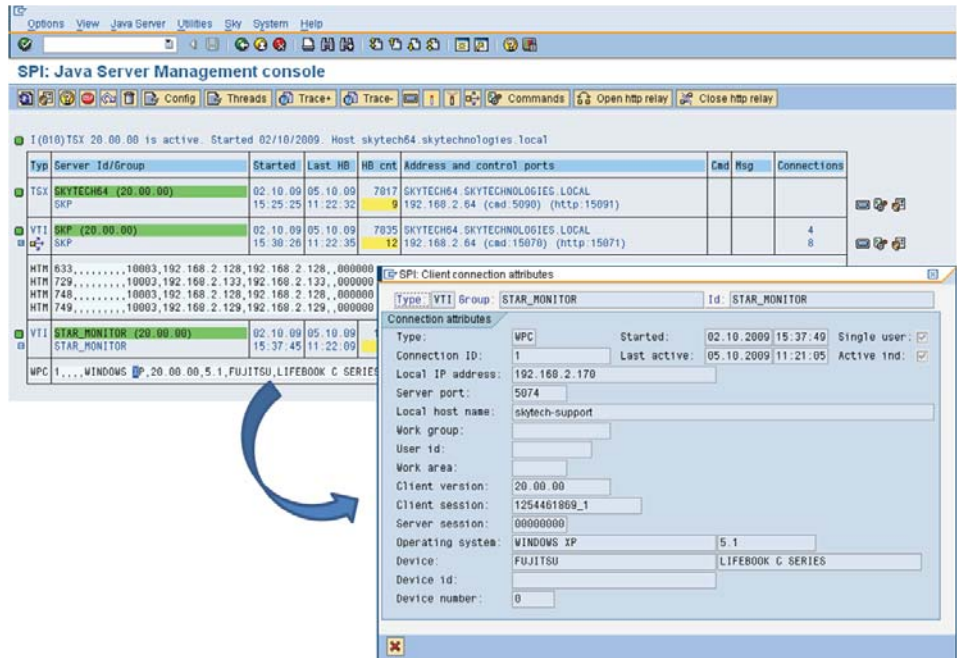 Options View Java Server Utilities Sky System Help
SPI: Java Server Management console
Config Threads Trace+ Trace- Commands Open http relay Close http relay
I(010)TSX 20.00.00 is active. Started 02/10/2009. Host skytech64.skytechnologies.local
Typ Server Id/Group Started Last HB HB cnt Address and control ports Cmd Msg Connections
TSX SKYTECH64 (20.00.00) 02.10.09 05.10.09 7017 SKYTECH64.SKYTECHNOLOGIES.LOCAL
SKP 15:25:25 11:22:32 9 192.168.2.64 (cmd:5090) (http:15091)
VTI SKP (20.00.00) 02.10.09 05.10.09 7035 SKYTECH64.SKYTECHNOLOGIES.LOCAL 4
SKP 15:30:26 11:22:35 12 192.168.2.64 (cmd:15070) (http:15071) 8
HTM 633,,,,,,,,,,10003,192.168.2.128,192.168.2.128,,000000
HTM 729,,,,,,,,,,10003,192.168.2.133,192.168.2.133,,000000
HTM 748,,,,,,,,,,10003,192.168.2.128,192.168.2.128,,000000
HTM 749,,,,,,,,,,10003,192.168.2.129,192.168.2.129,,000000
VTI STAR_MONITOR (20.00.00) 02.10.09 05.10.09 1
STAR_MONITOR 15:37:45 11:22:09
WPC 1,,,,WINDOWS XP,20.00.00,5.1,FUJITSU,LIFEBOOK C SERIES
SPI: Client connection attributes
Type: VTI Group: STAR_MONITOR Id: STAR_MONITOR
Connection attributes
Type: WPC Started: 02.10.2009 15:37:49 Single user:
Connection ID: 1 Last active: 05.10.2009 11:21:05 Active ind:
Local IP address: 192.168.2.170
Server port: 5074
Local host name: skytech-support
Work group:
User id:
Work area:
Client version: 20.00.00
Client session: 1254461869_1
Server session: 00000000
Operating system: WINDOWS XP 5.1
Device: FUJITSU LIFEBOOK C SERIES
Device id:
Device number: 0